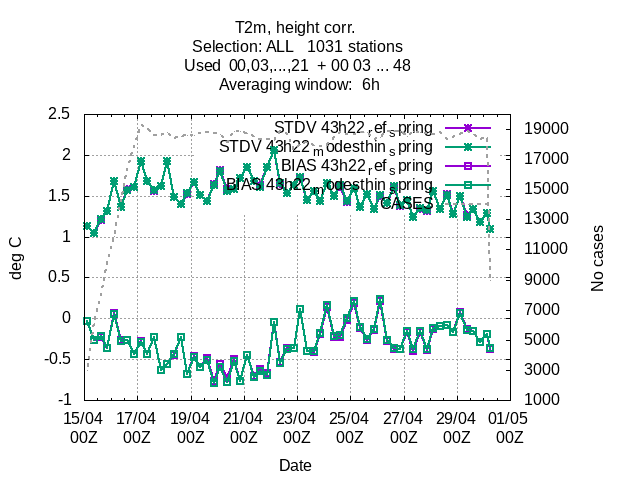 T2m, height corr.
Selection: ALL   1031 stations
Used  00,03,...,21  + 00 03 ... 48
Averaging window:  6h
STDV 43h22_ref_spring
STDV 43h22_modesthin_spring
BIAS 43h22_ref_spring
BIAS 43h22_modesthin_spring
CASES
2.5
2
1.5
1
0.5
0
-0.5
-1
deg C
19000
17000
15000
13000
11000
9000
7000
5000
3000
1000
No cases
15/04 17/04 19/04 21/04 23/04 25/04 27/04 29/04 01/05
00Z 00Z 00Z 00Z 00Z 00Z 00Z 00Z 00Z
Date